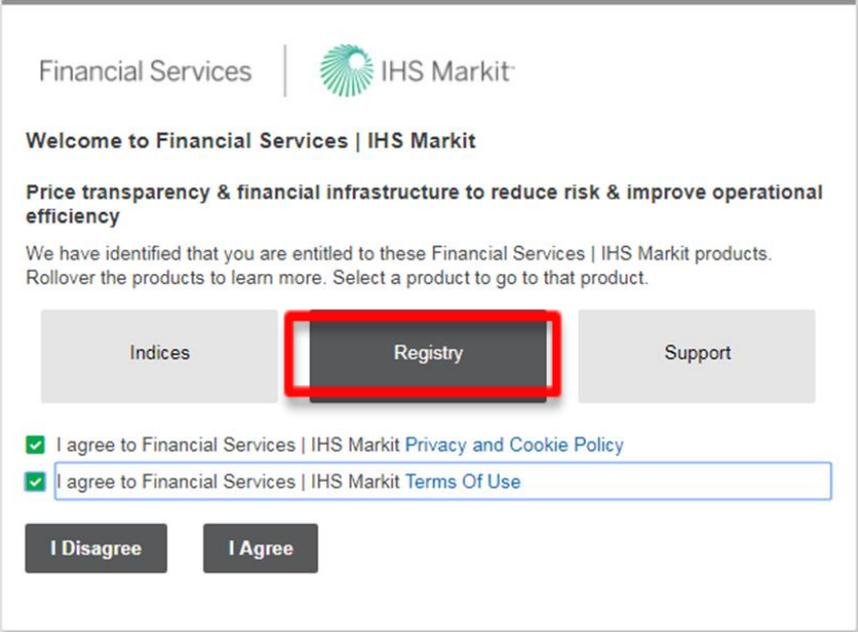 Financial Services
IHS Markit™
Welcome to Financial Services | IHS Markit
Price transparency & financial infrastructure to reduce risk & improve operational
efficiency
We have identified that you are entitled to these Financial Services | IHS Markit products.
Rollover the products to learn more. Select a product to go to that product.
Indices
Registry
Support
I agree to Financial Services | IHS Markit Privacy and Cookie Policy
I agree to Financial Services | IHS Markit Terms Of Use
I Disagree
I Agree